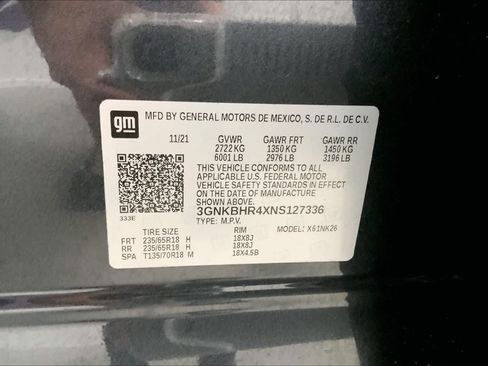 gm
MFD BY GENERAL MOTORS DE MEXICO, S. DE R.L. DE C.V.
11/21 GVWR GAWR FRT GAWR RR
2722 KG 1350 KG 1450 KG
6001 LB 2976 LB 3196 LB
THIS VEHICLE CONFORMS TO ALL
APPLICABLE U.S. FEDERAL MOTOR
VEHICLE SAFETY STANDARDS IN EFFECT
ON THE DATE OF MANUFACTURE
SHOWN ABOVE.
333E 3GNKBHR4XNS127336
TYPE: M.P.V.
TIRE SIZE RIM MODEL: X61NK26
FRT 235/65R18 H 18X8J
RR 235/65R18 H 18X8J
SPA T135/70R18 M 18X4.5B